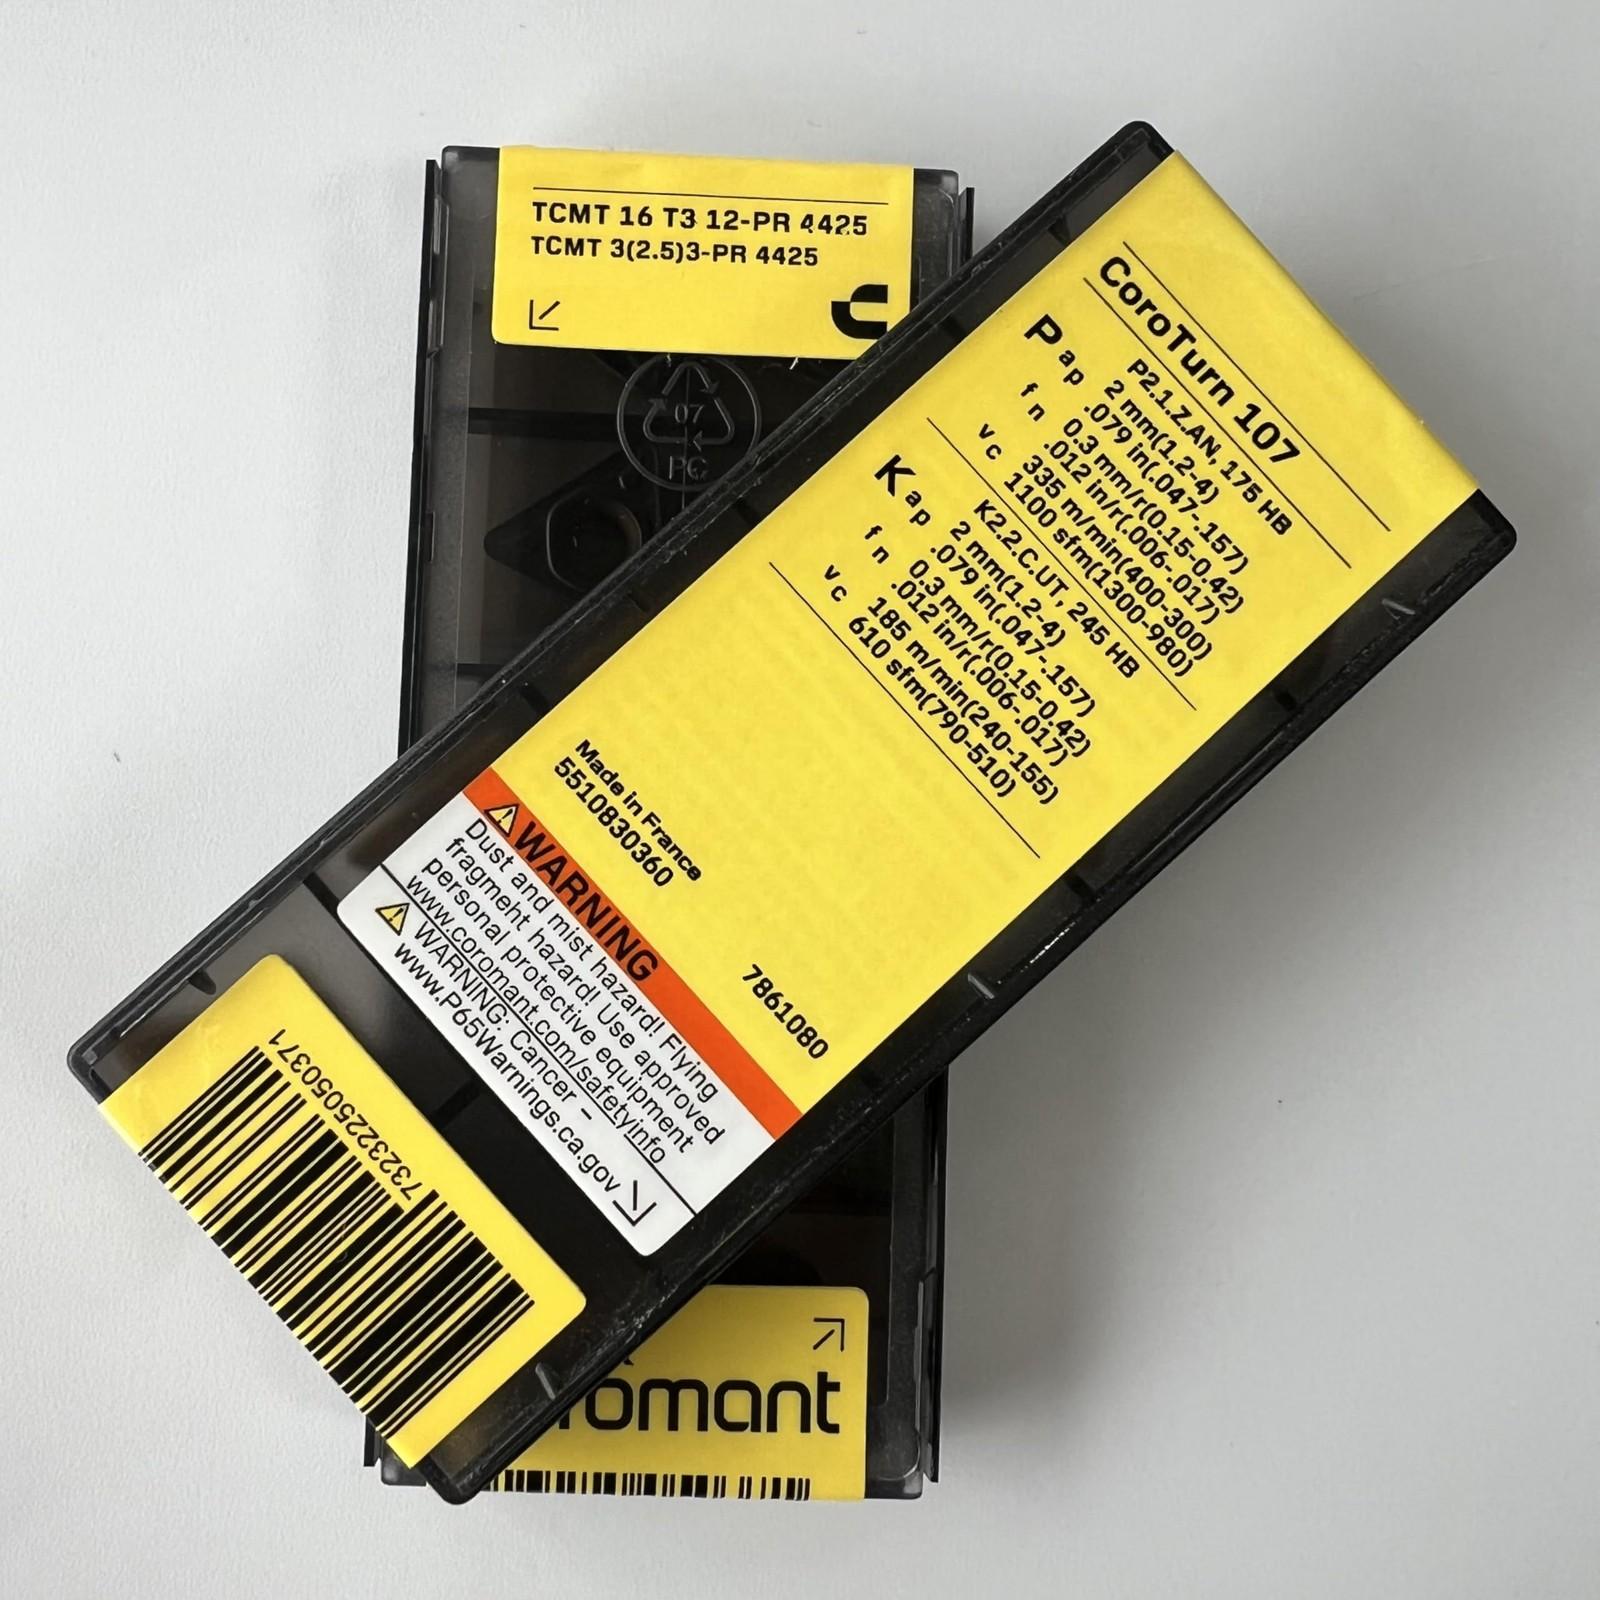 TCMT 16 T3 12-PR 4425
TCMT 3(2.5)3-PR 4425
07
PG
CoroTurn 107
P P2.1.Z.AN, 175 HB
ap 2 mm(1.2-4)
.079 in(.047-.157)
fn 0.3 mm/r(0.15-0.42)
.012 in/r(.006-.017)
vc 335 m/min(400-300)
1100 sfm(1300-980)
K K2.2.C.UT, 245 HB
ap 2 mm(1.2-4)
.079 in(.047-.157)
fn 0.3 mm/r(0.15-0.42)
.012 in/r(.006-.017)
vc 185 m/min(240-155)
610 sfm(790-510)
Made in France
5510830360
7861080
WARNING
Dust and mist hazard! Flying
fragment hazard! Use approved
personal protective equipment
www.coromant.com/safetyinfo
WARNING: Cancer –
www.P65Warnings.ca.gov
7323225050371
romant